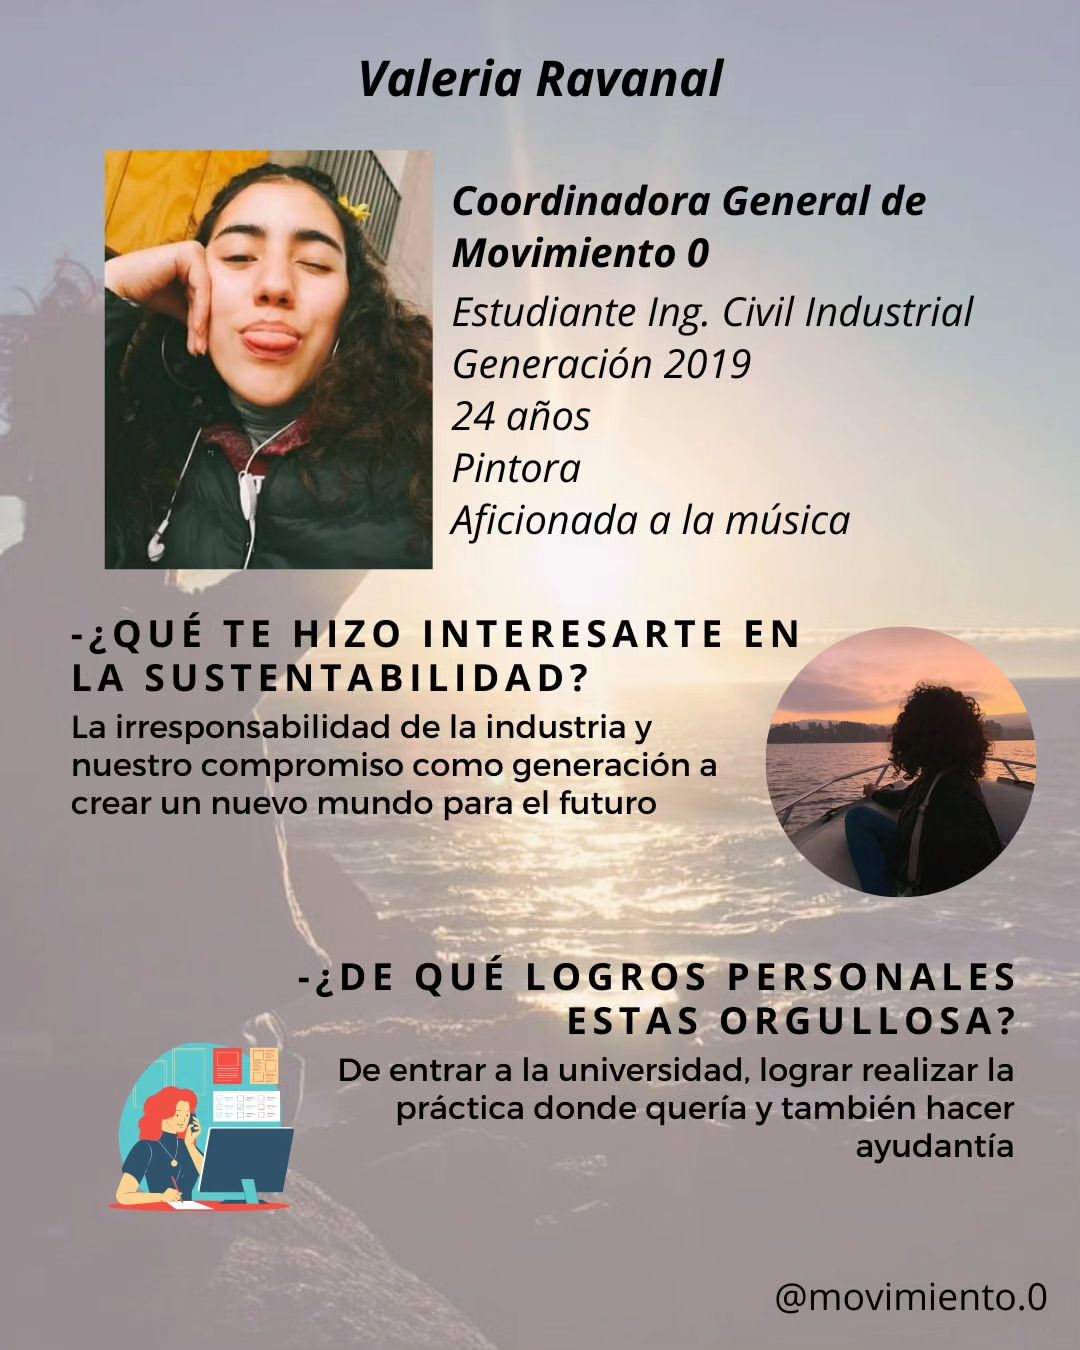 Valeria Ravanal
Coordinadora General de
Movimiento 0
Estudiante Ing. Civil Industrial
Generación 2019
24 años
Pintora
Aficionada a la música
-¿QUÉ TE HIZO INTERESARTE EN
LA SUSTENTABILIDAD?
La irresponsabilidad de la industria y
nuestro compromiso como generación a
crear un nuevo mundo para el futuro
-¿DE QUÉ LOGROS PERSONALES
ESTAS ORGULLOSA?
De entrar a la universidad, lograr realizar la
práctica donde quería y también hacer
ayudantía
@movimiento.0